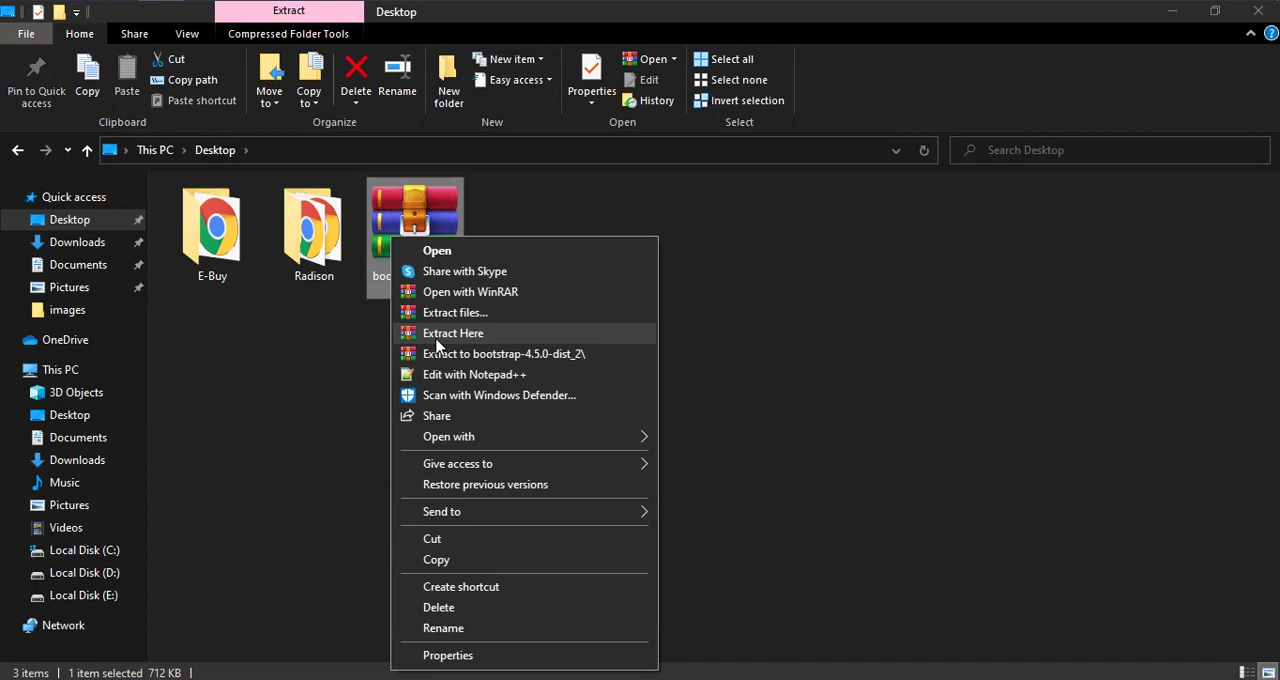 Extract
Desktop
File
Home
Share
View
Compressed Folder Tools
Pin to Quick
access
Copy
Paste
Cut
Copy path
Paste shortcut
Clipboard
Move
to
Copy
to
Delete
Rename
Organize
New
folder
New item
Easy access
New
Properties
Open
Edit
History
Open
Select all
Select none
Invert selection
Select
This PC
Desktop
Search Desktop
Quick access
Desktop
Downloads
Documents
Pictures
images
OneDrive
This PC
3D Objects
Desktop
Documents
Downloads
Music
Pictures
Videos
Local Disk (C:)
Local Disk (D:)
Local Disk (E:)
Network
E-Buy
Radison
boo
Open
Share with Skype
Open with WinRAR
Extract files...
Extract Here
Extract to bootstrap-4.5.0-dist_2\
Edit with Notepad++
Scan with Windows Defender...
Share
Open with
Give access to
Restore previous versions
Send to
Cut
Copy
Create shortcut
Delete
Rename
Properties
3 items
1 item selected 712 KB